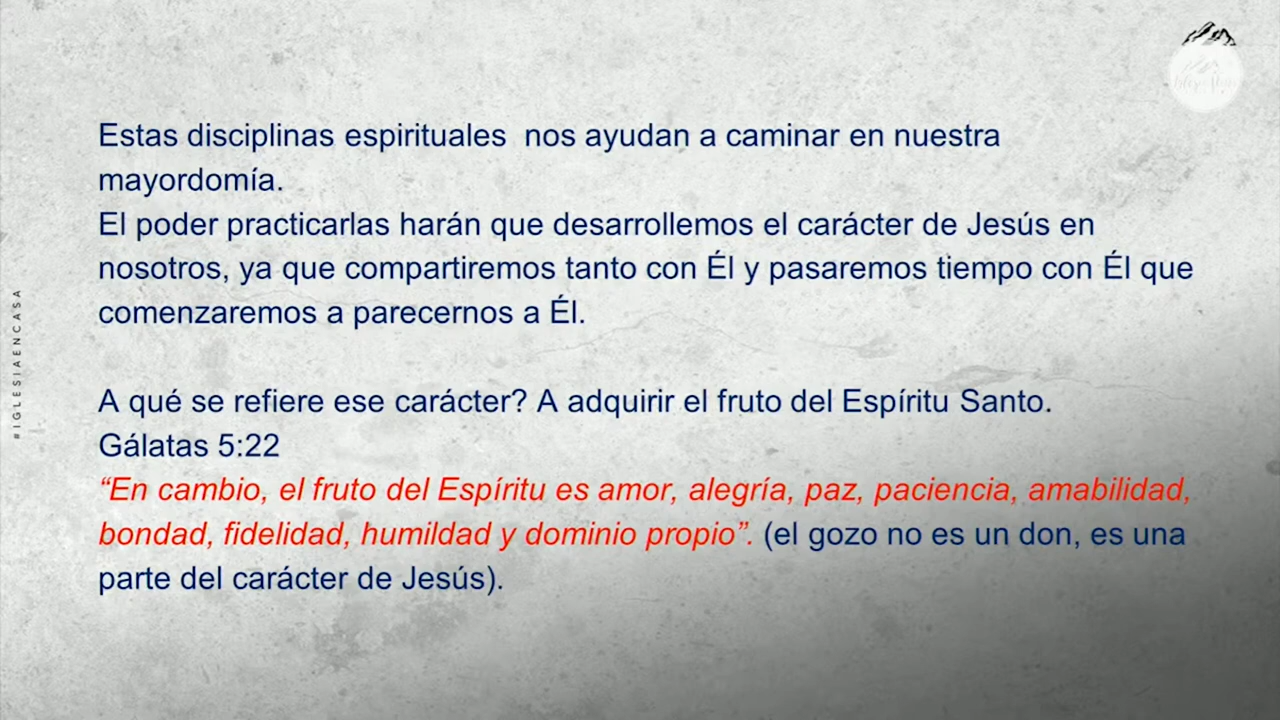 Estas disciplinas espirituales  nos ayudan a caminar en nuestra
mayordomía.
El poder practicarlas harán que desarrollemos el carácter de Jesús en
nosotros, ya que compartiremos tanto con Él y pasaremos tiempo con Él que
comenzaremos a parecernos a Él.
A qué se refiere ese carácter? A adquirir el fruto del Espíritu Santo.
Gálatas 5:22
“En cambio, el fruto del Espíritu es amor, alegría, paz, paciencia, amabilidad,
bondad, fidelidad, humildad y dominio propio”. (el gozo no es un don, es una
parte del carácter de Jesús).
#IGLESIAENCASA